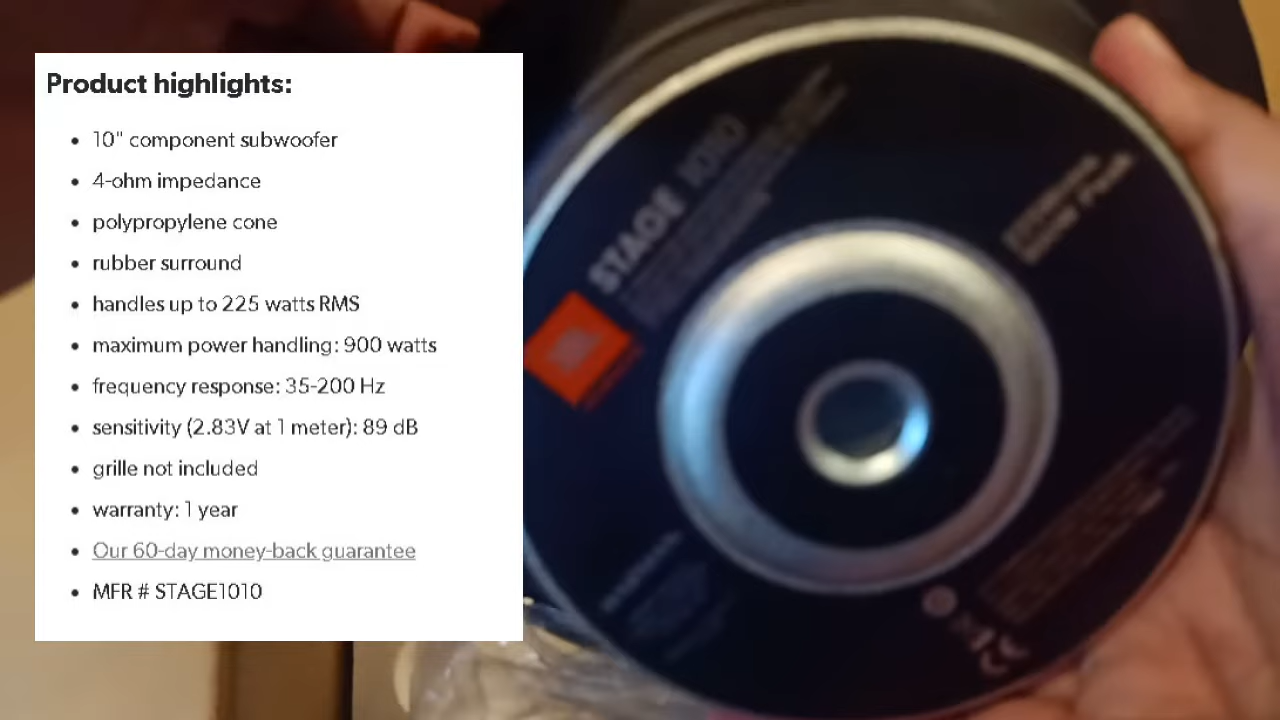 Product highlights:
10" component subwoofer
4-ohm impedance
polypropylene cone
rubber surround
handles up to 225 watts RMS
maximum power handling: 900 watts
frequency response: 35-200 Hz
sensitivity (2.83V at 1 meter): 89 dB
grille not included
warranty: 1 year
Our 60-day money-back guarantee
MFR # STAGE1010
STAGE 1010
JBL
CE